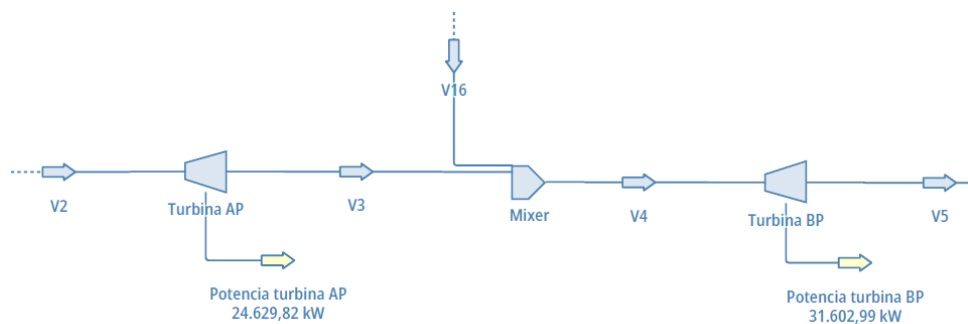 V16
V2
Turbina AP
V3
Mixer
V4
Turbina BP
V5
Potencia turbina AP
24.629,82 kW
Potencia turbina BP
31.602,99 kW